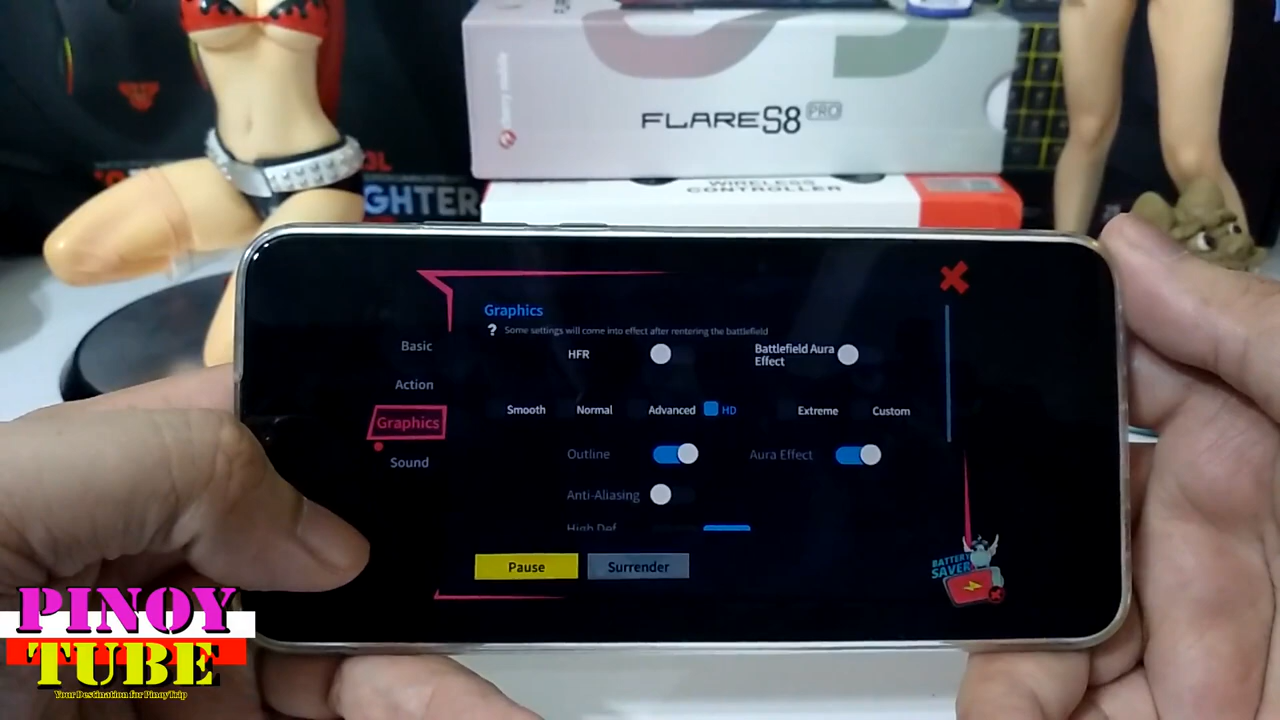 FLARE S8 PRO
WIRELESS
CONTROLLER
GHTER
Graphics
? Some settings will come into effect after rentering the battlefield
HFR
Battlefield Aura
Effect
Basic
Action
Graphics
Sound
Smooth Normal Advanced HD Extreme Custom
Outline
Aura Effect
Anti-Aliasing
High Def
Pause
Surrender
BATTERY
SAVER
PINOY
TUBE
Your Destination for PinoyTrip